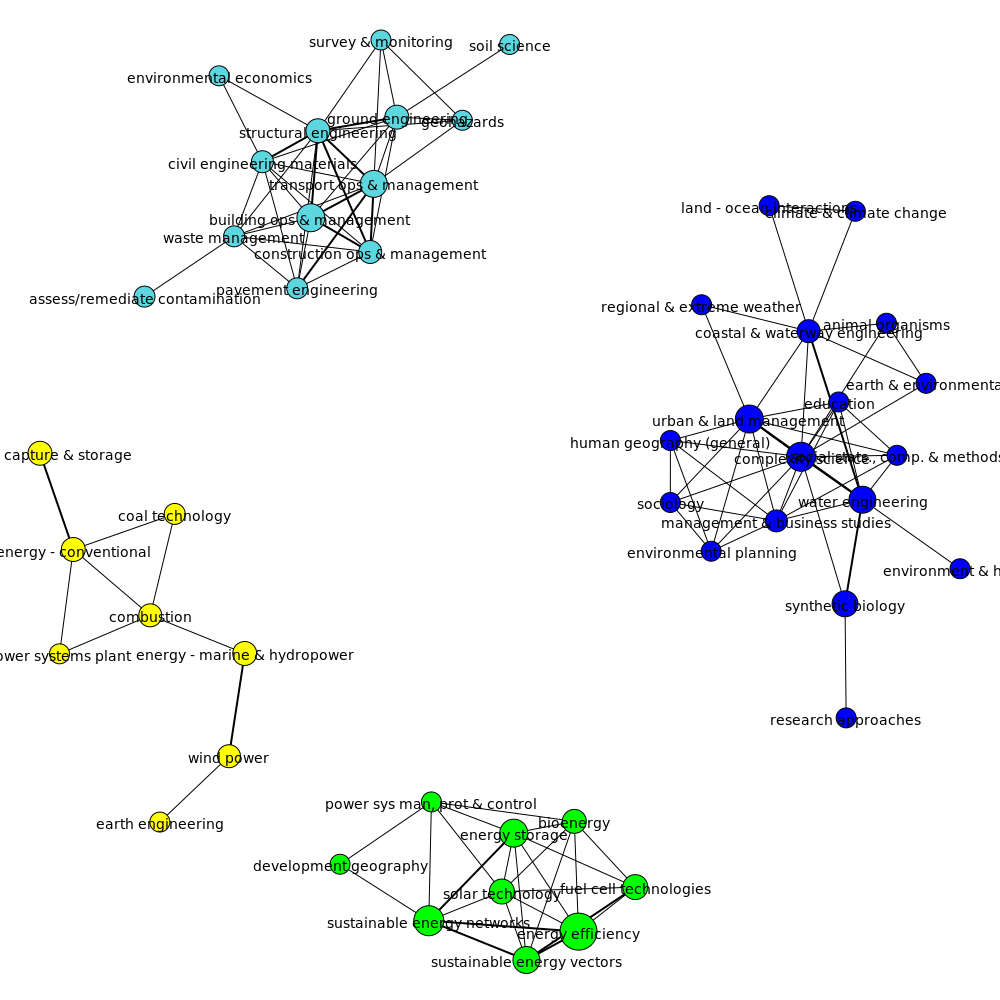 survey & monitoring
soil science
environmental economics
ground engineering
geohazards
structural engineering
civil engineering materials
transport ops & management
building ops & management
waste management
construction ops & management
pavement engineering
assess/remediate contamination
land - ocean interactions
climate & climate change
regional & extreme weather
animal organisms
coastal & waterway engineering
earth & environmenta
education
urban & land management
human geography (general)
complexity science
social stats., comp. & methods
sociology
water engineering
management & business studies
environmental planning
environment & h
synthetic biology
research approaches
capture & storage
coal technology
energy - conventional
combustion
ower systems plant
energy - marine & hydropower
wind power
earth engineering
power sys man, prot & control
bioenergy
energy storage
development geography
fuel cell technologies
solar technology
sustainable energy networks
energy efficiency
sustainable energy vectors